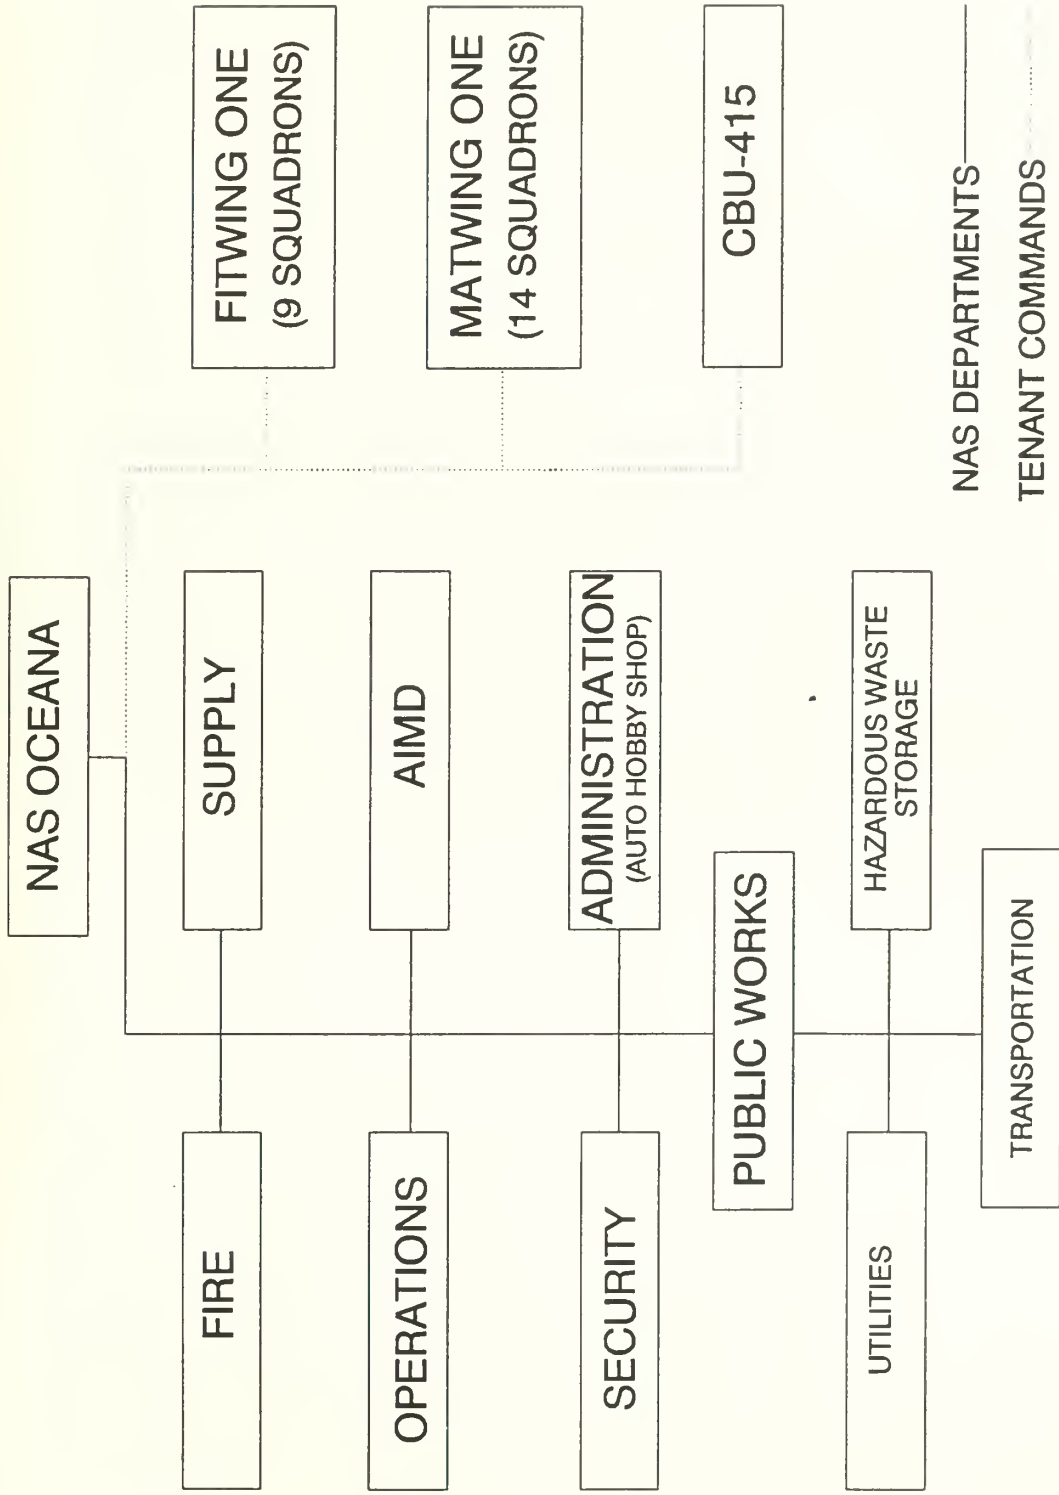 NAS OCEANA
FIRE
SUPPLY
OPERATIONS
AIMD
SECURITY
ADMINISTRATION
(AUTO HOBBY SHOP)
PUBLIC WORKS
UTILITIES
HAZARDOUS WASTE
STORAGE
TRANSPORTATION
FITWING ONE
(9 SQUADRONS)
MATWING ONE
(14 SQUADRONS)
CBU-415
NAS DEPARTMENTS
TENANT COMMANDS